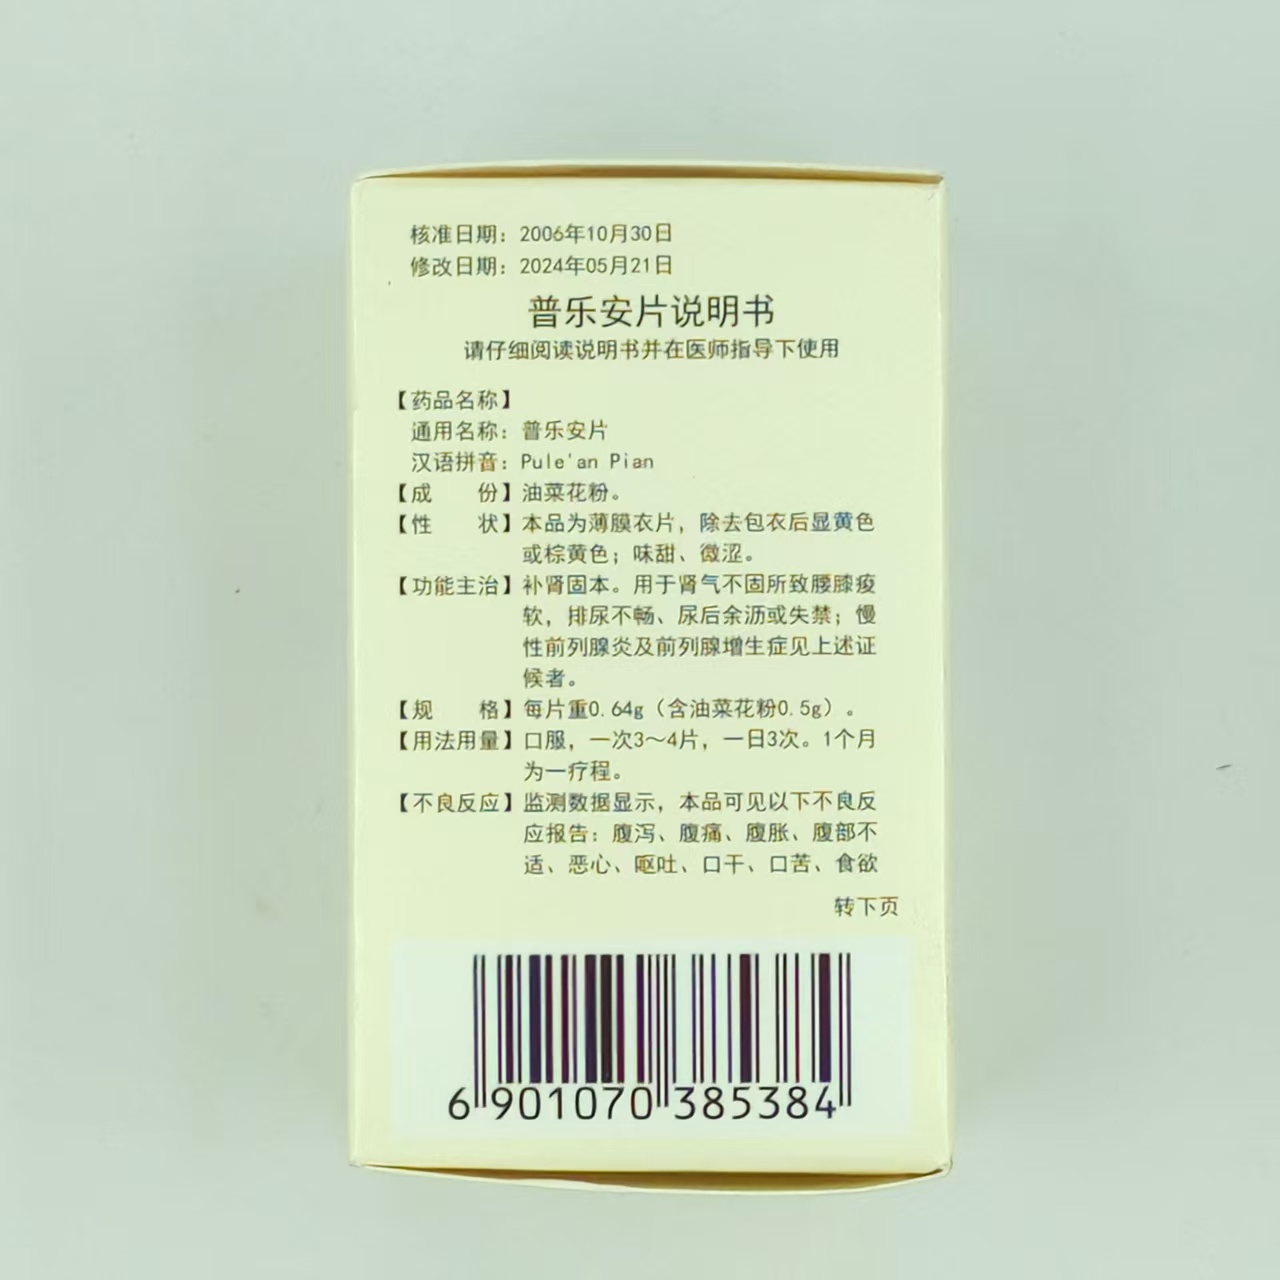 核准日期：2006年10月30日
修改日期：2024年05月21日
普乐安片说明书
请仔细阅读说明书并在医师指导下使用
【药品名称】
通用名称：普乐安片
汉语拼音：Pule'an Pian
【成　　份】油菜花粉。
【性　　状】本品为薄膜衣片，除去包衣后显黄色
或棕黄色；味甜、微涩。
【功能主治】补肾固本。用于肾气不固所致腰膝痠
软，排尿不畅、尿后余沥或失禁；慢
性前列腺炎及前列腺增生症见上述证
候者。
【规　　格】每片重0.64g（含油菜花粉0.5g）。
【用法用量】口服，一次3～4片，一日3次。1个月
为一疗程。
【不良反应】监测数据显示，本品可见以下不良反
应报告：腹泻、腹痛、腹胀、腹部不
适、恶心、呕吐、口干、口苦、食欲
转下页
6 901070 385384